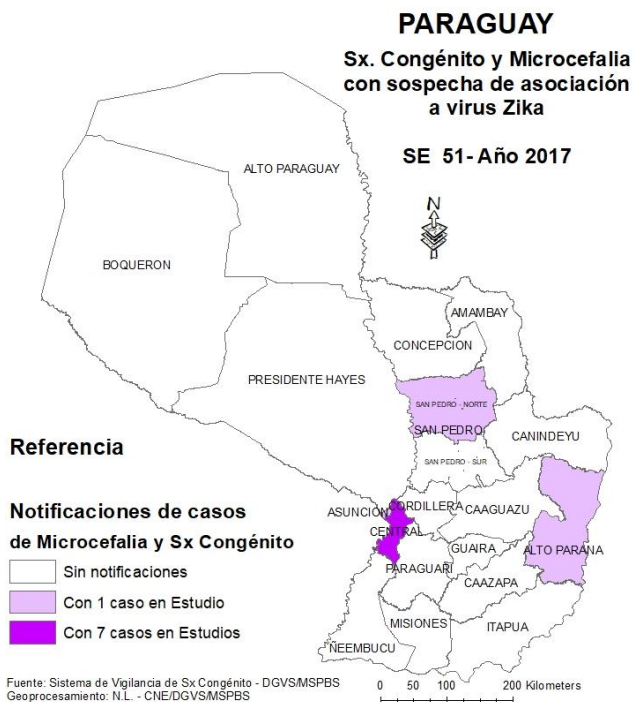 PARAGUAY
Sx. Congénito y Microcefalia
con sospecha de asociación
a virus Zika
SE 51- Año 2017
N
ALTO PARAGUAY
BOQUERON
AMAMBAY
CONCEPCION
PRESIDENTE HAYES
SAN PEDRO - NORTE
SAN PEDRO
CANINDEYU
SAN PEDRO - SUR
ASUNCION
CORDILLERA
CAAGUAZU
CENTRAL
GUAIRA
ALTO PARANA
PARAGUARI
CAAZAPA
MISIONES
ITAPUA
ÑEEMBUCU
Referencia
Notificaciones de casos
de Microcefalia y Sx Congénito
Sin notificaciones
Con 1 caso en Estudio
Con 7 casos en Estudios
Fuente: Sistema de Vigilancia de Sx Congénito - DGVS/MSPBS
Geoprocesamiento: N.L. - CNE/DGVS/MSPBS
0 50 100 200 Kilometers